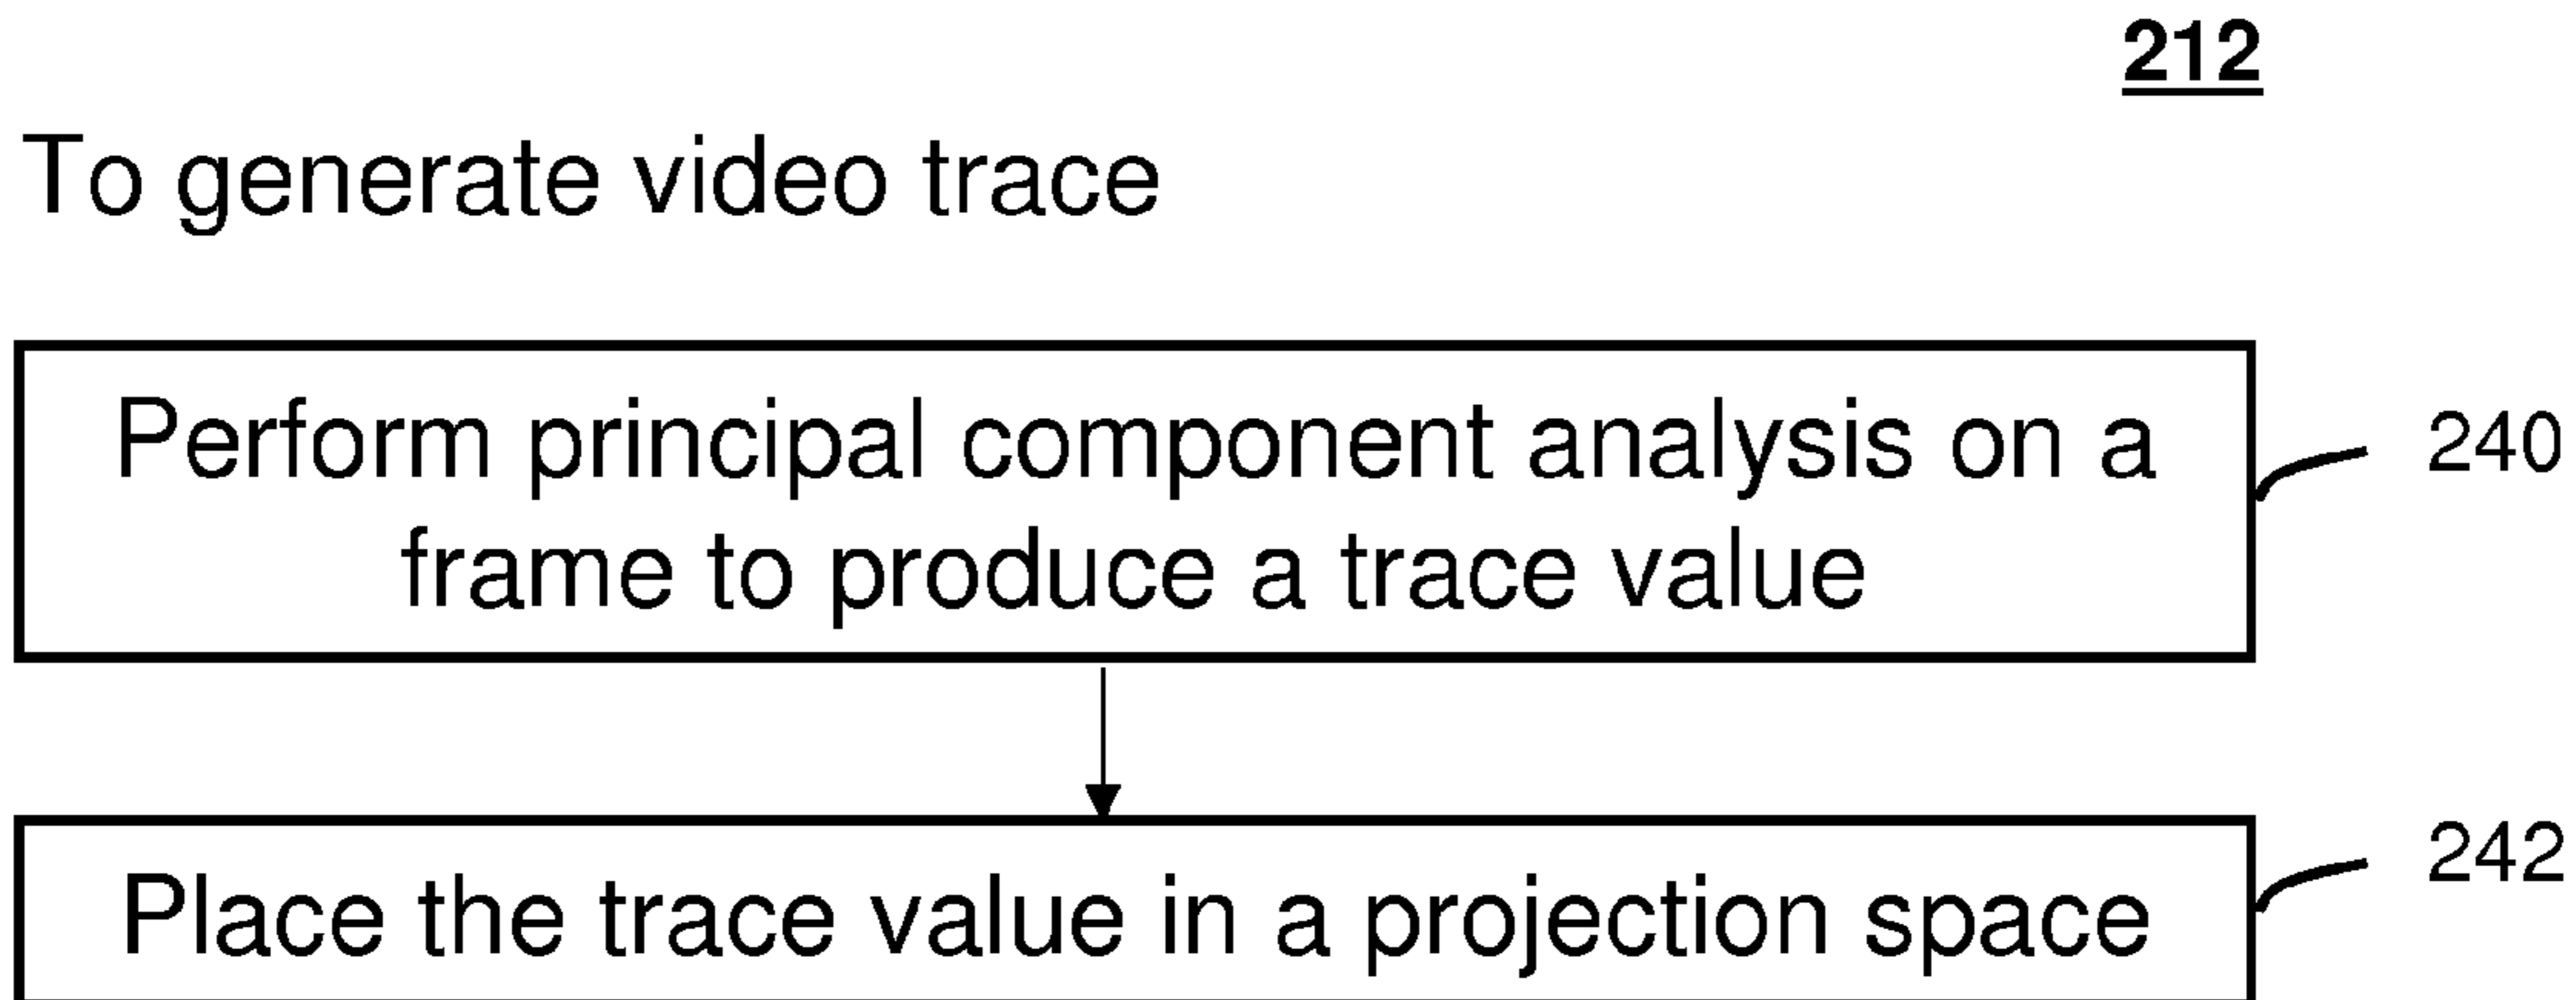 212
To generate video trace
Perform principal component analysis on a
frame to produce a trace value
240
Place the trace value in a projection space
242